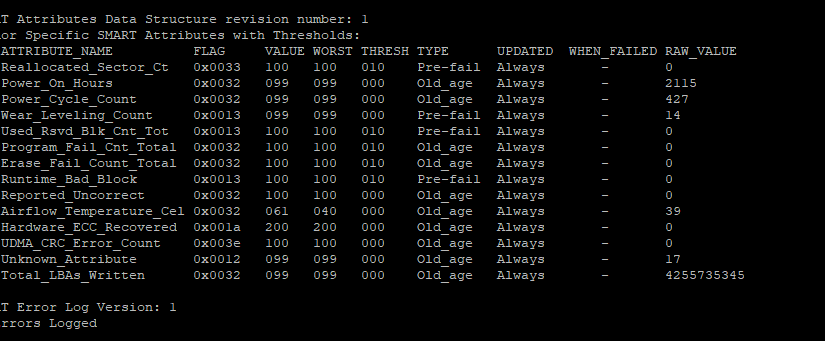 T Attributes Data Structure revision number: 1
or Specific SMART Attributes with Thresholds:
ATTRIBUTE_NAME FLAG VALUE WORST THRESH TYPE UPDATED WHEN_FAILED RAW_VALUE
Reallocated_Sector_Ct 0x0033 100 100 010 Pre-fail Always - 0
Power_On_Hours 0x0032 099 099 000 Old_age Always - 2115
Power_Cycle_Count 0x0032 099 099 000 Old_age Always - 427
Wear_Leveling_Count 0x0013 099 099 000 Pre-fail Always - 14
Used_Rsvd_Blk_Cnt_Tot 0x0013 100 100 010 Pre-fail Always - 0
Program_Fail_Cnt_Total 0x0032 100 100 010 Old_age Always - 0
Erase_Fail_Count_Total 0x0032 100 100 010 Old_age Always - 0
Runtime_Bad_Block 0x0013 100 100 010 Pre-fail Always - 0
Reported_Uncorrect 0x0032 100 100 000 Old_age Always - 0
Airflow_Temperature_Cel 0x0032 061 040 000 Old_age Always - 39
Hardware_ECC_Recovered 0x001a 200 200 000 Old_age Always - 0
UDMA_CRC_Error_Count 0x003e 100 100 000 Old_age Always - 0
Unknown_Attribute 0x0012 099 099 000 Old_age Always - 17
Total_LBAs_Written 0x0032 099 099 000 Old_age Always - 4255735345
T Error Log Version: 1
rrors Logged